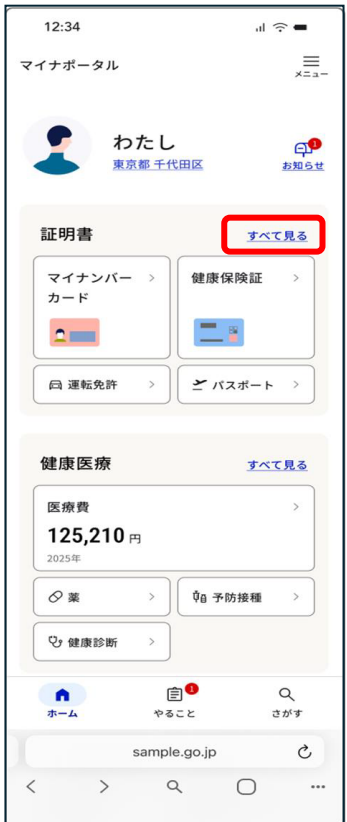 12:34
マイナポータル
メニュー
わたし
東京都 千代田区
1
お知らせ
証明書
すべて見る
マイナンバー
カード
健康保険証
運転免許
パスポート
健康医療
すべて見る
医療費
125,210 円
2025年
薬
予防接種
健康診断
1
ホーム
やること
さがす
sample.go.jp